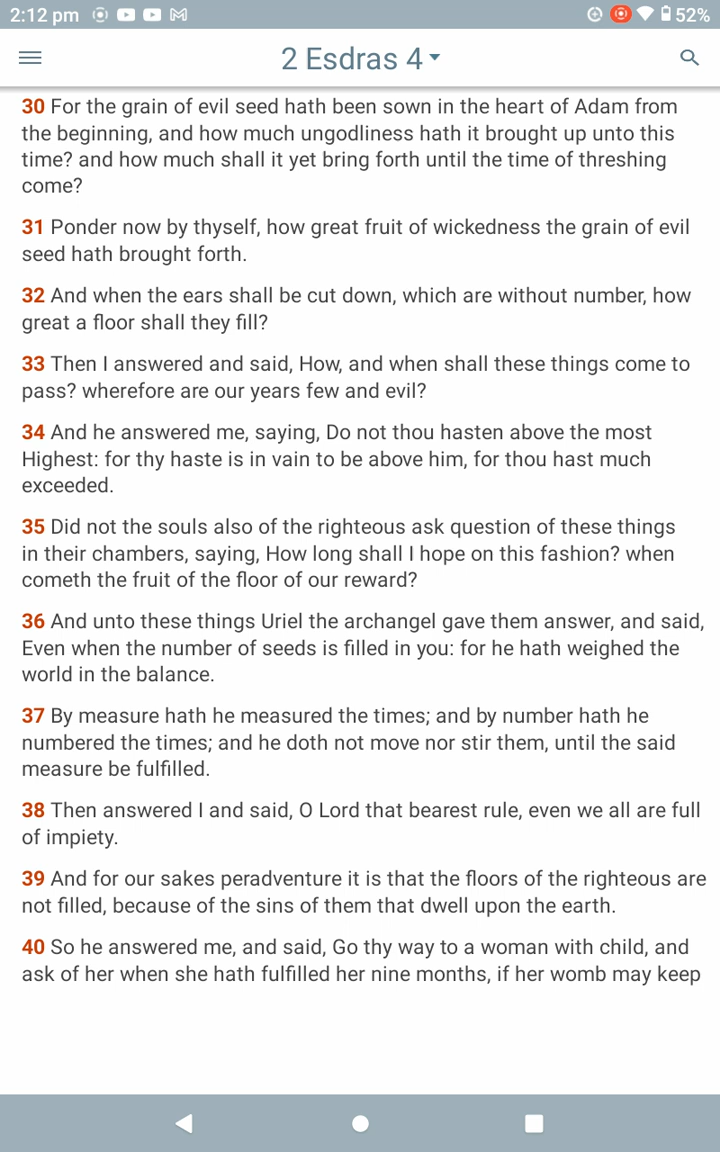 2:12 pm
52%
2 Esdras 4
30 For the grain of evil seed hath been sown in the heart of Adam from
the beginning, and how much ungodliness hath it brought up unto this
time? and how much shall it yet bring forth until the time of threshing
come?
31 Ponder now by thyself, how great fruit of wickedness the grain of evil
seed hath brought forth.
32 And when the ears shall be cut down, which are without number, how
great a floor shall they fill?
33 Then I answered and said, How, and when shall these things come to
pass? wherefore are our years few and evil?
34 And he answered me, saying, Do not thou hasten above the most
Highest: for thy haste is in vain to be above him, for thou hast much
exceeded.
35 Did not the souls also of the righteous ask question of these things
in their chambers, saying, How long shall I hope on this fashion? when
cometh the fruit of the floor of our reward?
36 And unto these things Uriel the archangel gave them answer, and said,
Even when the number of seeds is filled in you: for he hath weighed the
world in the balance.
37 By measure hath he measured the times; and by number hath he
numbered the times; and he doth not move nor stir them, until the said
measure be fulfilled.
38 Then answered I and said, O Lord that bearest rule, even we all are full
of impiety.
39 And for our sakes peradventure it is that the floors of the righteous are
not filled, because of the sins of them that dwell upon the earth.
40 So he answered me, and said, Go thy way to a woman with child, and
ask of her when she hath fulfilled her nine months, if her womb may keep